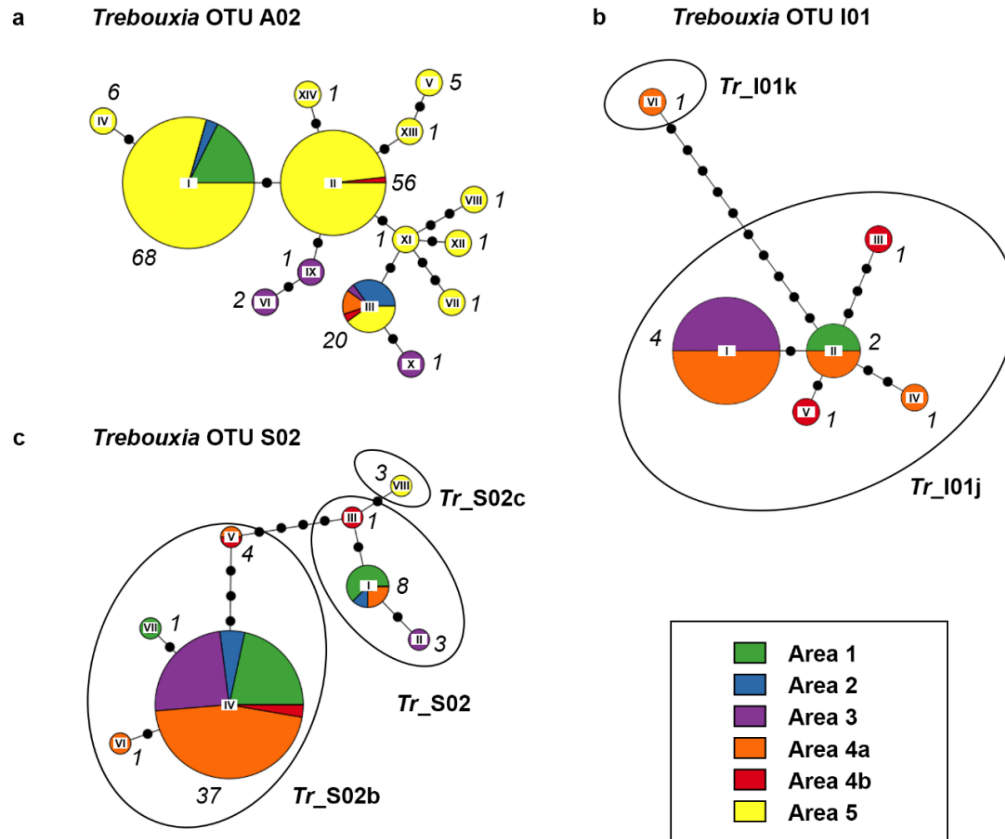 a Trebouxia OTU A02
6
IV
XIV 1
V 5
XIII 1
I
II
56
68
VIII 1
1 XI
XII 1
1 IX
VII 1
2 VI
III
20
X 1
b Trebouxia OTU I01
Tr_I01k
VI 1
III
1
4
I
II
2
V
1
IV
1
Tr_I01j
c Trebouxia OTU S02
3 VIII
Tr_S02c
III 1
V
4
I 8
VII 1
II
3
Tr_S02
IV
VI
1
37
Tr_S02b
Area 1
Area 2
Area 3
Area 4a
Area 4b
Area 5